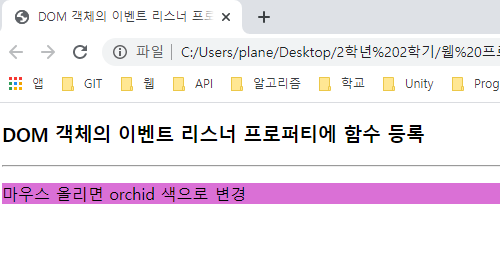 DOM 객체의 이벤트 리스너 프로
파일 C:/Users/plane/Desktop/2학년%202학기/웹%20프로
앱 GIT 웹 API 알고리즘 학교 Unity Prog
DOM 객체의 이벤트 리스너 프로퍼티에 함수 등록
마우스 올리면 orchid 색으로 변경